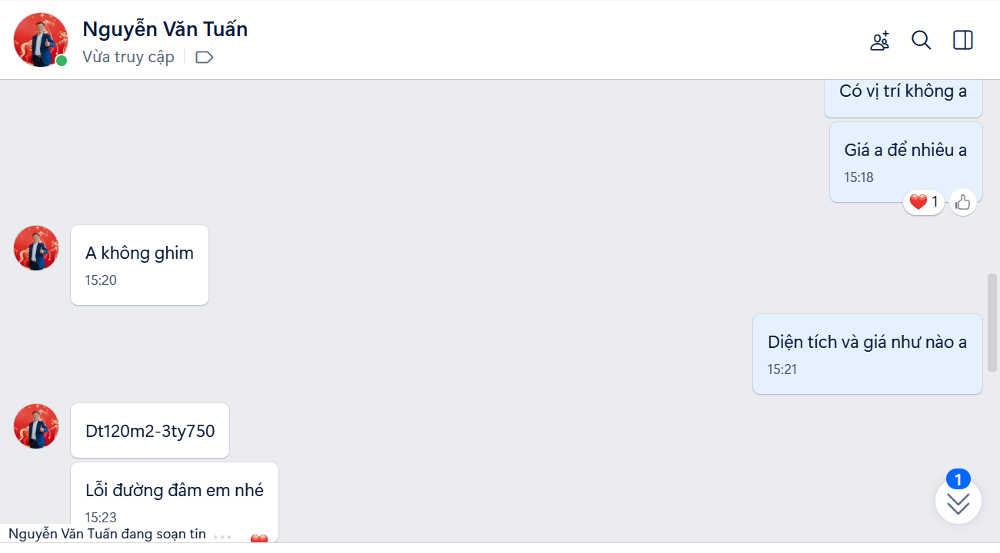 Nguyễn Văn Tuấn
Vừa truy cập
Có vị trí không a
Giá a để nhiêu a
15:18
1
A không ghim
15:20
Diện tích và giá như nào a
15:21
Dt120m2-3ty750
Lỗi đường đâm em nhé
15:23
1
Nguyễn Văn Tuấn đang soạn tin ...